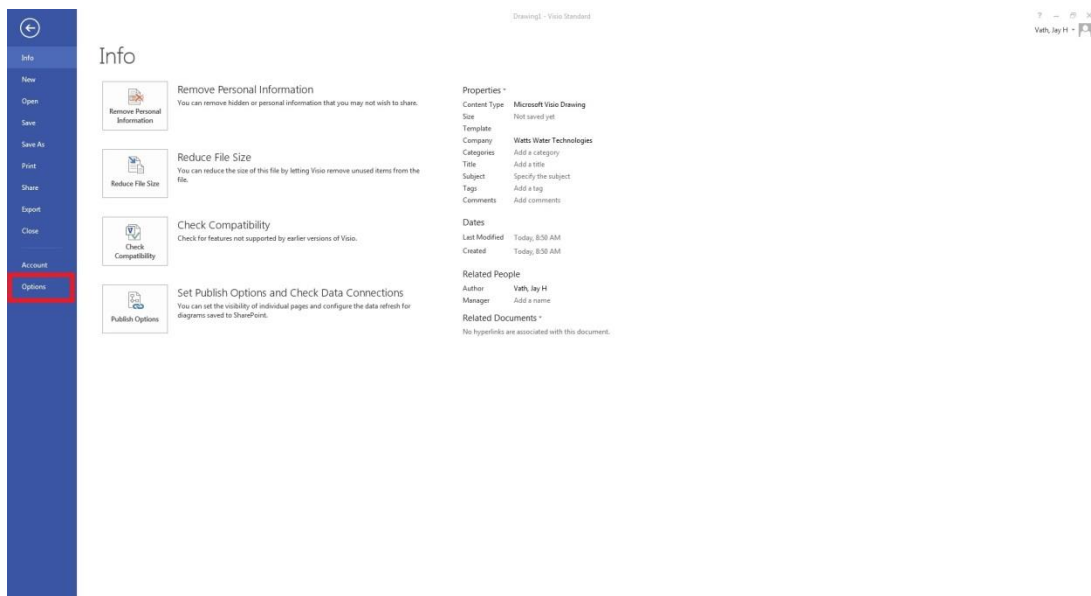 Drawing1 - Visio Standard
?
Vath, Jay H
Info
New
Open
Save
Save As
Print
Share
Export
Close
Account
Options
Info
Remove Personal
Information
Remove Personal Information
You can remove hidden or personal information that you may not wish to share.
Reduce File Size
Reduce File Size
You can reduce the size of this file by letting Visio remove unused items from the
file.
Check
Compatibility
Check Compatibility
Check for features not supported by earlier versions of Visio.
Publish Options
Set Publish Options and Check Data Connections
You can set the visibility of individual pages and configure the data refresh for
diagrams saved to SharePoint.
Properties
Content Type Microsoft Visio Drawing
Size Not saved yet
Template
Company Watts Water Technologies
Categories Add a category
Title Add a title
Subject Specify the subject
Tags Add a tag
Comments Add comments
Dates
Last Modified Today, 8:50 AM
Created Today, 8:50 AM
Related People
Author Vath, Jay H
Manager Add a name
Related Documents
No hyperlinks are associated with this document.